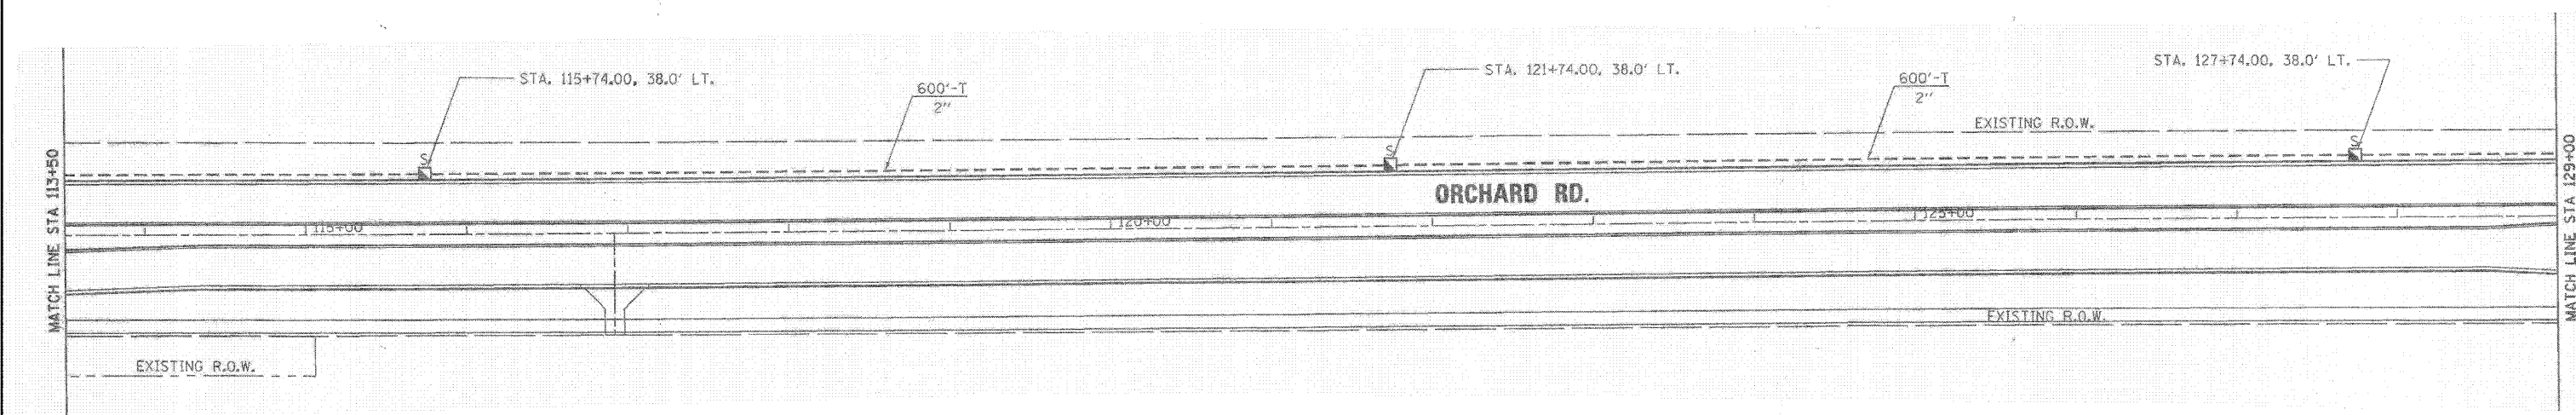 STA. 115+74.00, 38.0' LT.
600'-T
2"
STA. 121+74.00, 38.0' LT.
600'-T
2"
STA. 127+74.00, 38.0' LT.
EXISTING R.O.W.
S
S
S
MATCH LINE STA 113+50
ORCHARD RD.
MATCH LINE STA 129+00
115+00
120+00
125+00
EXISTING R.O.W.
EXISTING R.O.W.